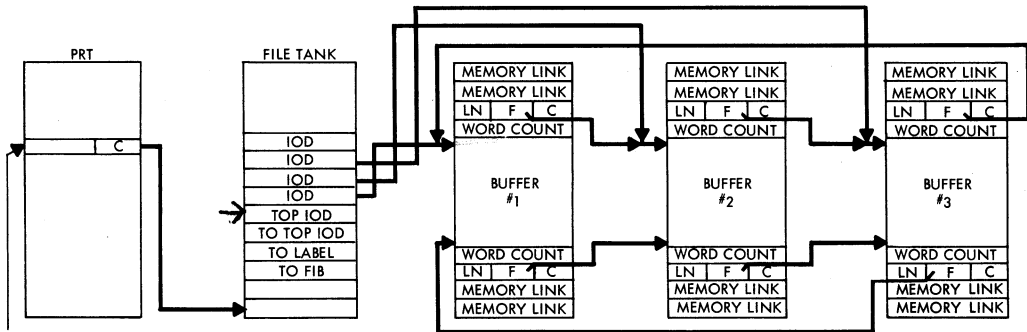 PRT
C
FILE TANK
IOD
IOD
IOD
IOD
TOP IOD
TO TOP IOD
TO LABEL
TO FIB
MEMORY LINK
MEMORY LINK
LN F C
WORD COUNT
BUFFER
#1
WORD COUNT
LN F C
MEMORY LINK
MEMORY LINK
MEMORY LINK
MEMORY LINK
LN F C
WORD COUNT
BUFFER
#2
WORD COUNT
LN F C
MEMORY LINK
MEMORY LINK
MEMORY LINK
MEMORY LINK
LN F C
WORD COUNT
BUFFER
#3
WORD COUNT
LN F C
MEMORY LINK
MEMORY LINK